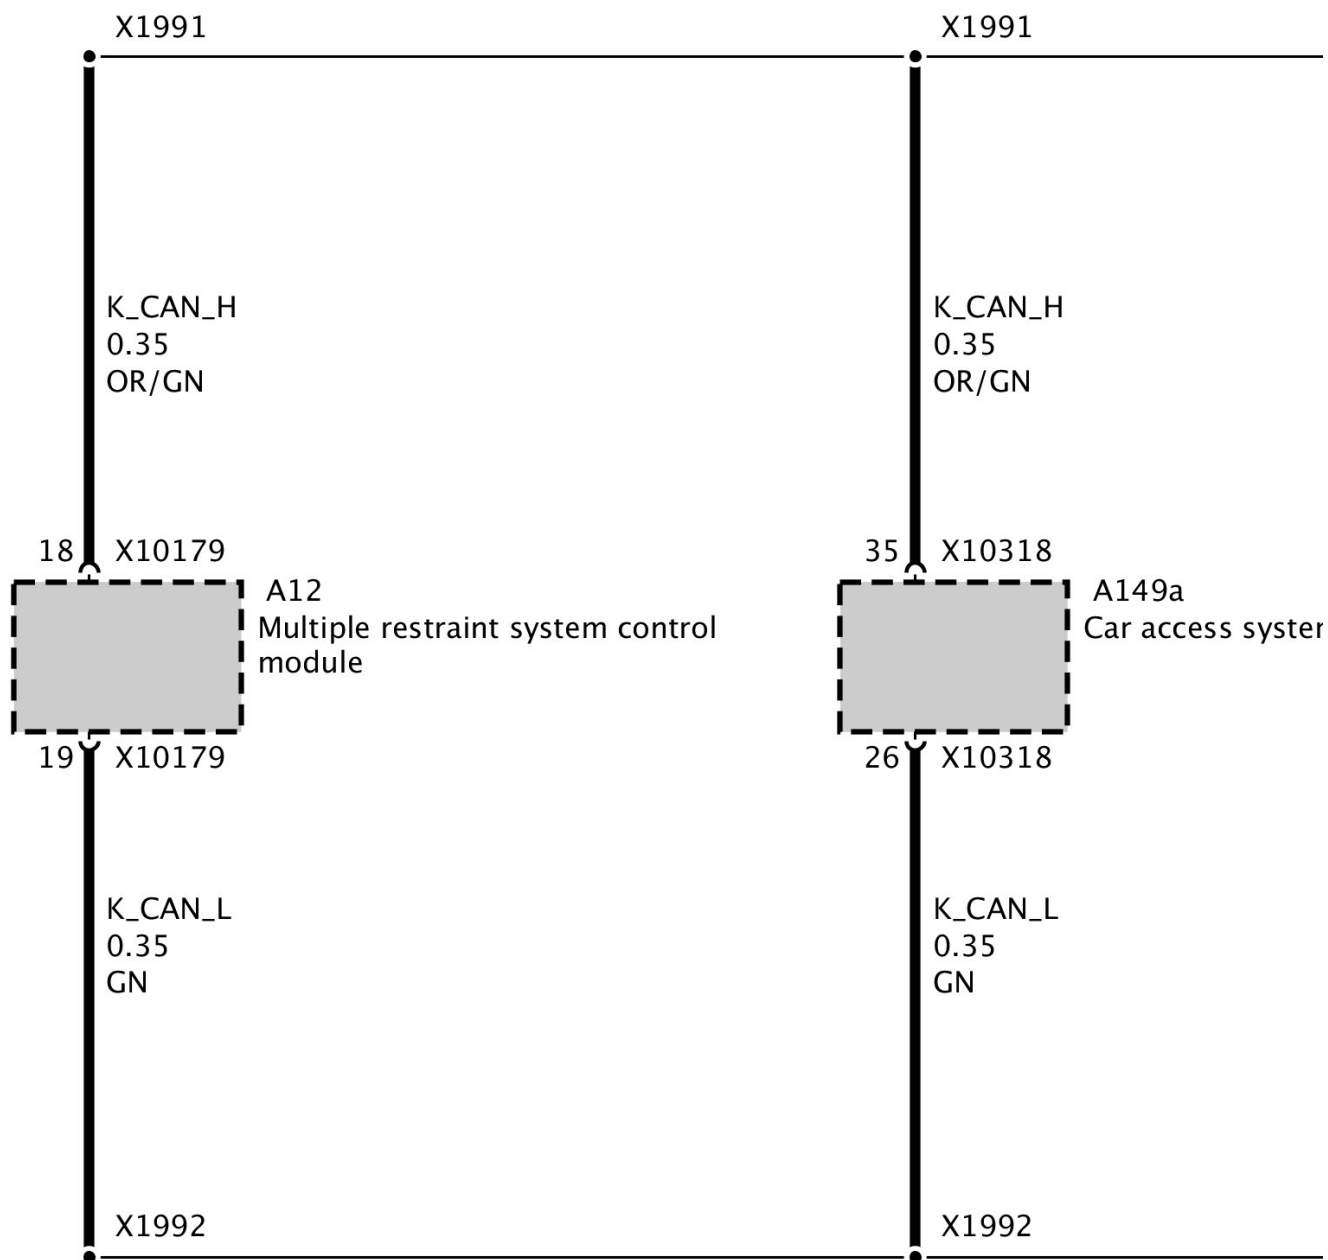 X1991
X1991
K_CAN_H
0.35
OR/GN
K_CAN_H
0.35
OR/GN
18 X10179
35 X10318
A12
Multiple restraint system control
module
A149a
Car access
19 X10179
26 X10318
K_CAN_L
0.35
GN
K_CAN_L
0.35
GN
X1992
X1992